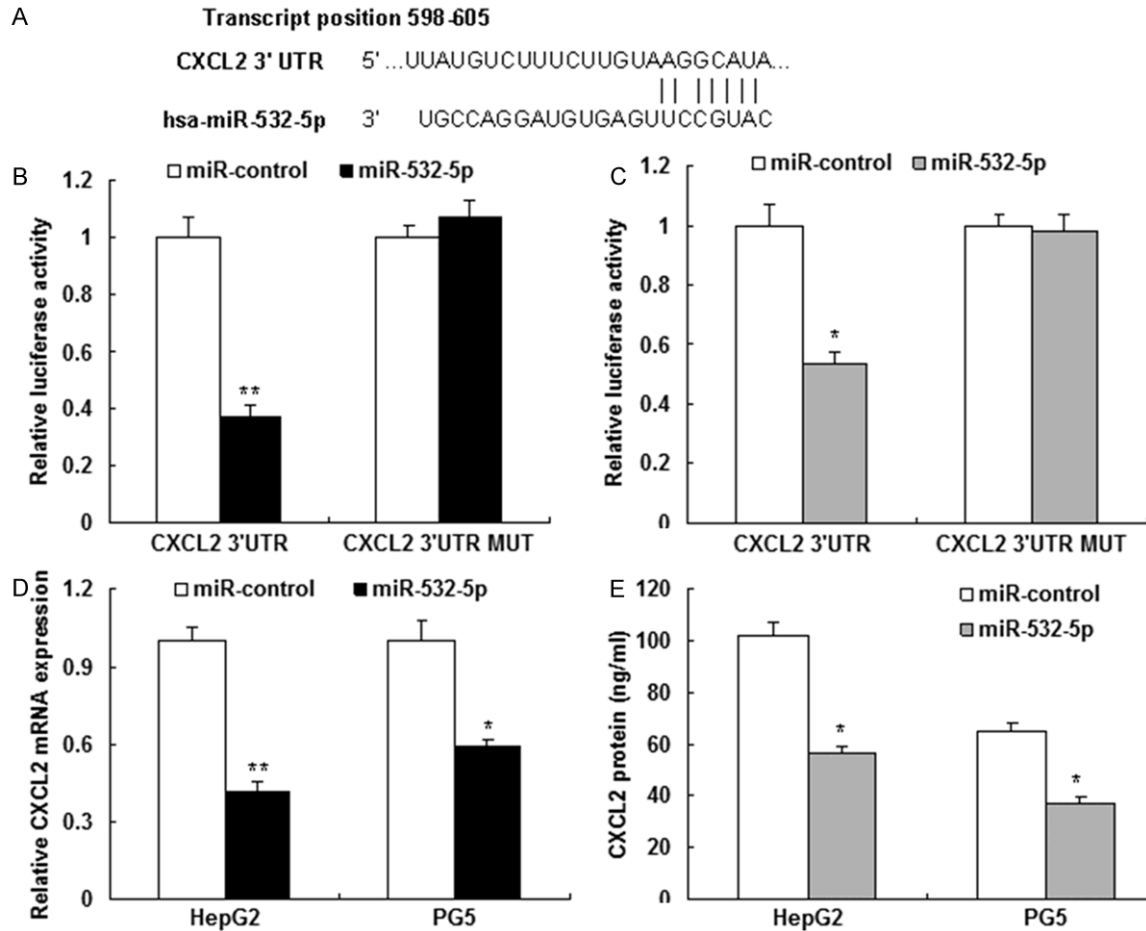 A
Transcript position 598-605
CXCL2 3' UTR 5' ...UUAUGUCUUUCUUGUAAGGCAUA...
hsa-miR-532-5p 3' UGCCAGGAUGUGAGUUCCGUAC
B
miR-control miR-532-5p
Relative luciferase activity
1.2
1
0.8
0.6
0.4
0.2
0
**
CXCL2 3'UTR CXCL2 3'UTR MUT
C
miR-control miR-532-5p
Relative luciferase activity
1.2
1
0.8
0.6
0.4
0.2
0
*
CXCL2 3'UTR CXCL2 3'UTR MUT
D
miR-control miR-532-5p
Relative CXCL2 mRNA expression
1.2
0.9
0.6
0.3
0
**
*
HepG2 PG5
E
miR-control
miR-532-5p
CXCL2 protein (ng/ml)
120
100
80
60
40
20
0
*
*
HepG2 PG5